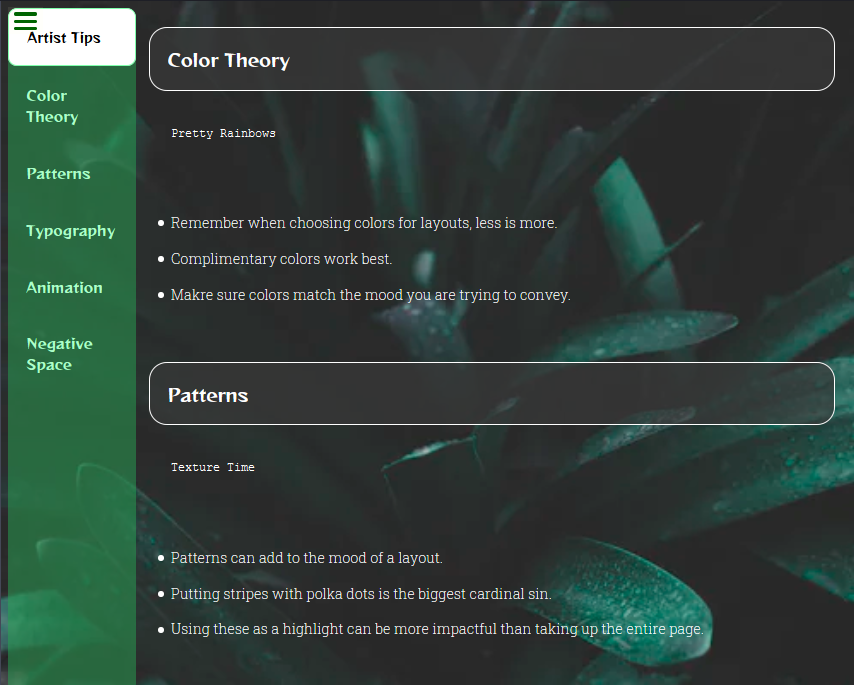 Artist Tips
Color
Theory
Patterns
Typography
Animation
Negative
Space
Color Theory
Pretty Rainbows
Remember when choosing colors for layouts, less is more.
Complimentary colors work best.
Makre sure colors match the mood you are trying to convey.
Patterns
Texture Time
Patterns can add to the mood of a layout.
Putting stripes with polka dots is the biggest cardinal sin.
Using these as a highlight can be more impactful than taking up the entire page.